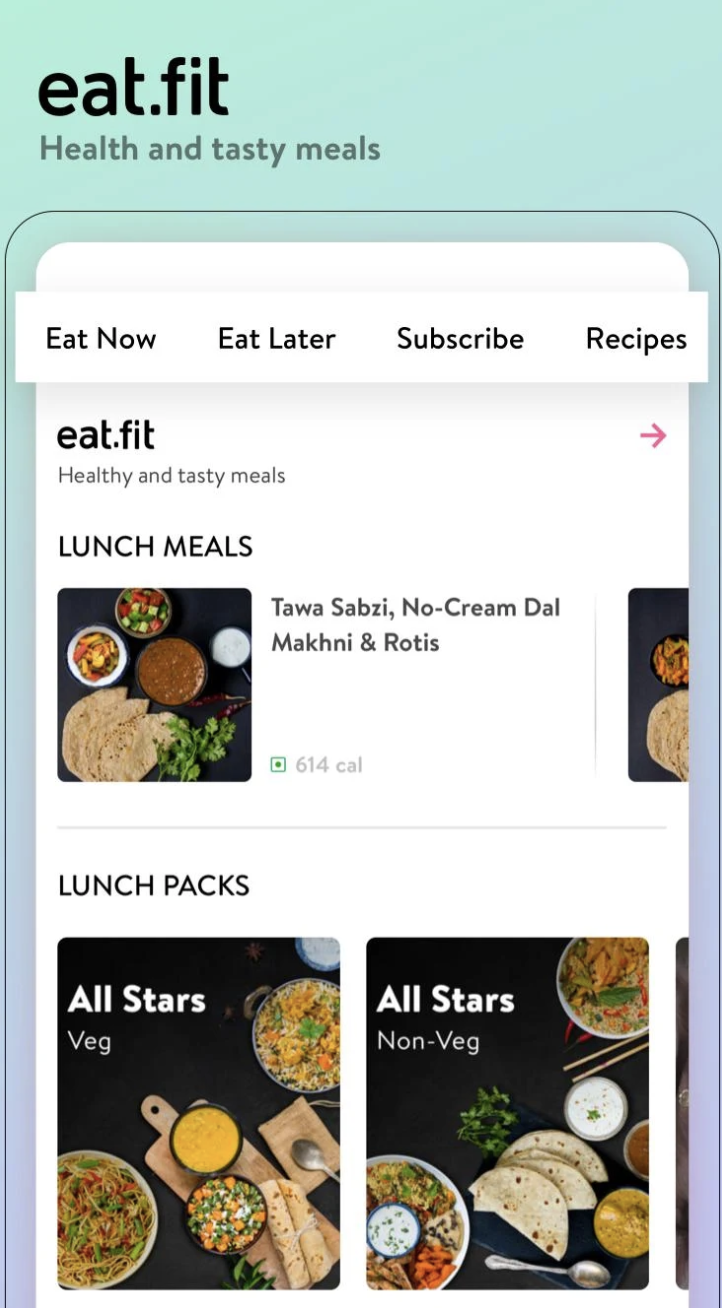 eat.fit
Health and tasty meals
Eat Now Eat Later Subscribe Recipes
eat.fit
Healthy and tasty meals
LUNCH MEALS
Tawa Sabzi, No-Cream Dal
Makhni & Rotis
614 cal
LUNCH PACKS
All Stars
Veg
All Stars
Non-Veg